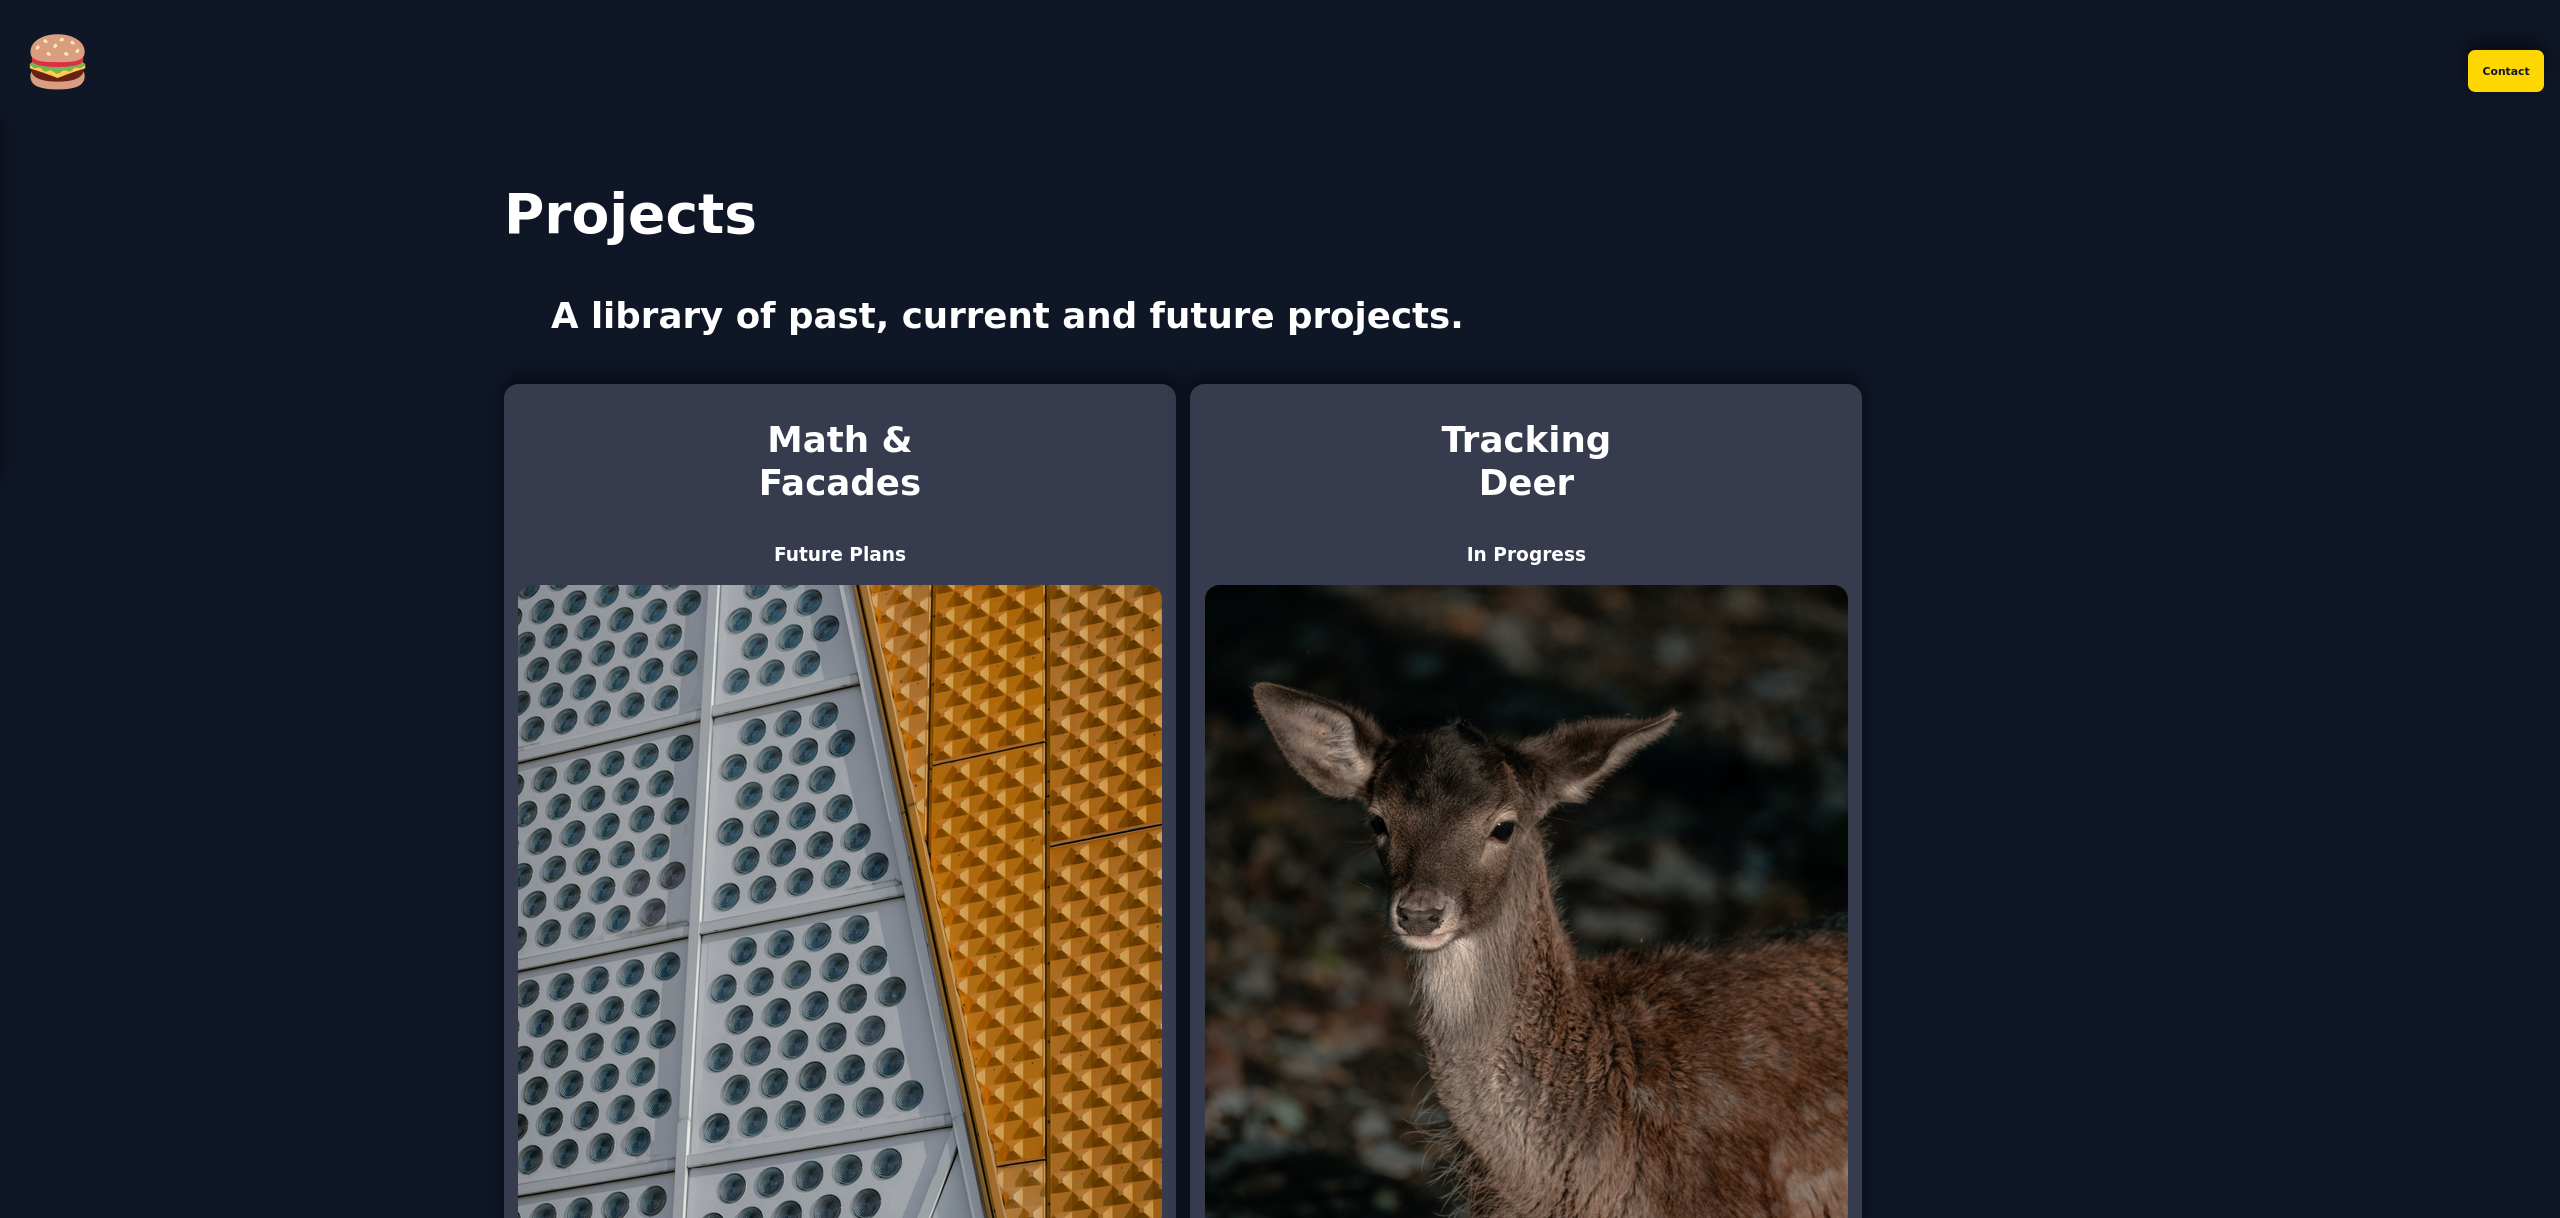 Contact
Projects
A library of past, current and future projects.
Math &
Facades
Future Plans
Tracking
Deer
In Progress